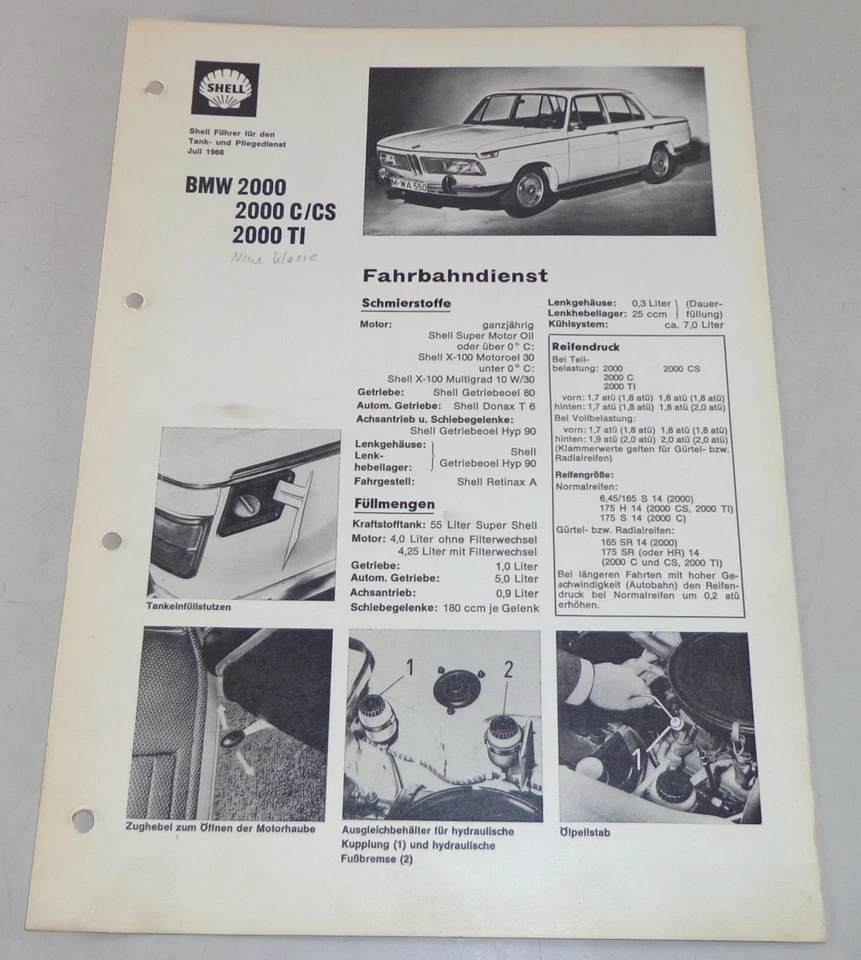 SHELL
Shell Führer für den
Tank- und Pflegedienst
Juli 1966
BMW 2000
2000 C/CS
2000 TI
Neue Klasse
M-WA 550
Fahrbahndienst
Schmierstoffe
Motor: ganzjährig
Shell Super Motor Oil
oder über 0° C:
Shell X-100 Motoroel 30
unter 0° C:
Shell X-100 Multigrad 10 W/30
Getriebe: Shell Getriebeoel 80
Autom. Getriebe: Shell Donax T 6
Achsantrieb u. Schiebegelenke:
Shell Getriebeoel Hyp 90
Lenkgehäuse:
Lenk- Shell
hebellager: Getriebeoel Hyp 90
Fahrgestell: Shell Retinax A
Füllmengen
Kraftstofftank: 55 Liter Super Shell
Motor: 4,0 Liter ohne Filterwechsel
4,25 Liter mit Filterwechsel
Getriebe: 1,0 Liter
Autom. Getriebe: 5,0 Liter
Achsantrieb: 0,9 Liter
Schiebegelenke: 180 ccm je Gelenk
Lenkgehäuse: 0,3 Liter (Dauer-
Lenkhebellager: 25 ccm füllung)
Kühlsystem: ca. 7,0 Liter
Reifendruck
Bei Teil-
belastung: 2000 2000 CS
2000 C
2000 TI
vorn: 1,7 atü (1,8 atü) 1,8 atü (1,8 atü)
hinten: 1,7 atü (1,8 atü) 1,8 atü (2,0 atü)
Bei Vollbelastung:
vorn: 1,7 atü (1,8 atü) 1,8 atü (1,8 atü)
hinten: 1,9 atü (2,0 atü) 2,0 atü (2,0 atü)
(Klammerwerte gelten für Gürtel- bzw.
Radialreifen)
Reifengröße:
Normalreifen:
6,45/165 S 14 (2000)
175 H 14 (2000 CS, 2000 TI)
175 S 14 (2000 C)
Gürtel- bzw. Radialreifen:
165 SR 14 (2000)
175 SR (oder HR) 14
(2000 C und CS, 2000 TI)
Bei längeren Fahrten mit hoher Ge-
schwindigkeit (Autobahn) den Reifen-
druck bei Normalreifen um 0,2 atü
erhöhen.
Tankeinfüllstutzen
1
2
1
Zughebel zum Öffnen der Motorhaube
Ausgleichbehälter für hydraulische
Kupplung (1) und hydraulische
Fußbremse (2)
Ölpeilstab